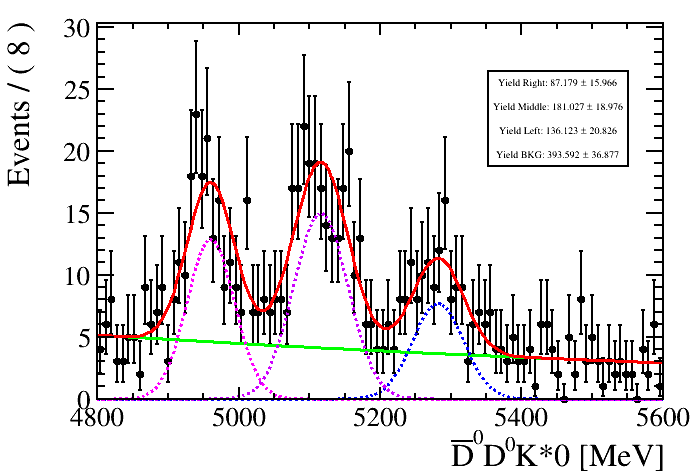 Events / ( 8 )
30
25
20
15
10
5
0
Yield Right: 87.179 ± 15.966
Yield Middle: 181.027 ± 18.976
Yield Left: 136.123 ± 20.826
Yield BKG: 393.592 ± 36.877
4800 5000 5200 5400 5600
D̅⁰D⁰K*0 [MeV]